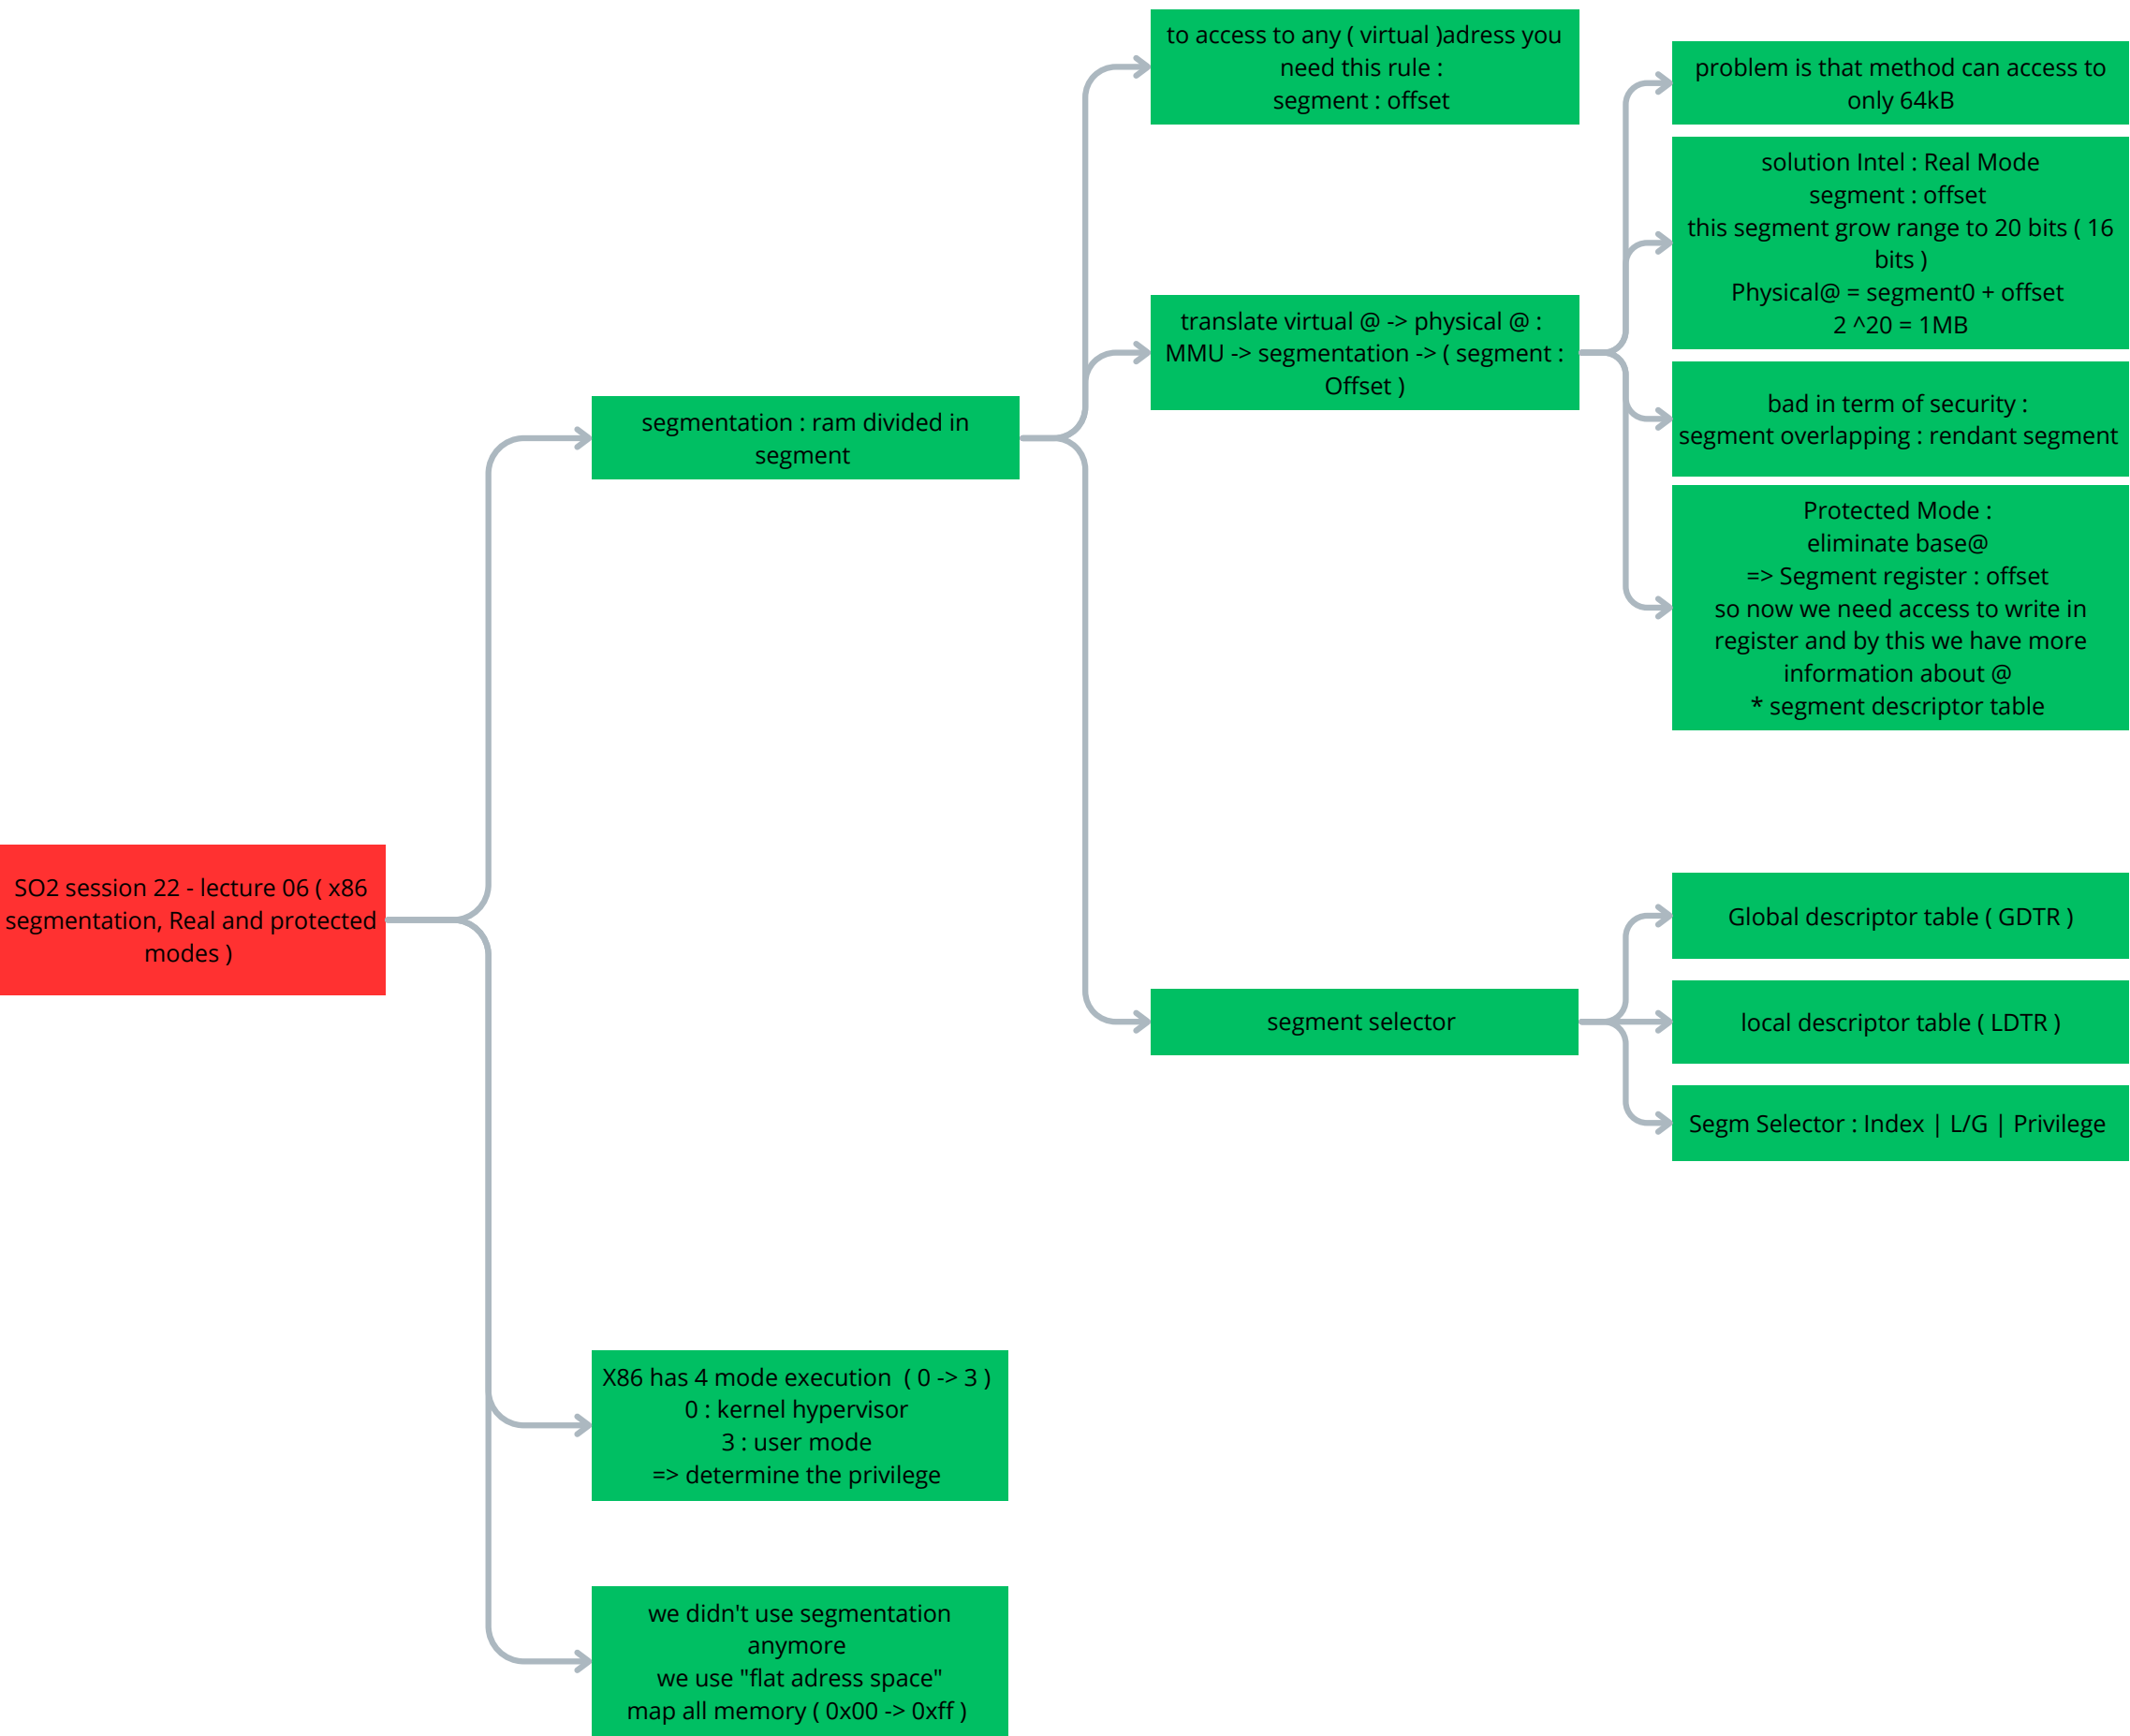 SO2 session 22 - lecture 06 ( x86
segmentation, Real and protected
modes )
segmentation : ram divided in
segment
to access to any ( virtual )adress you
need this rule :
segment : offset
translate virtual @ -> physical @ :
MMU -> segmentation -> ( segment :
Offset )
problem is that method can access to
only 64kB
solution Intel : Real Mode
segment : offset
this segment grow range to 20 bits ( 16
bits )
Physical@ = segment0 + offset
2 ^20 = 1MB
bad in term of security :
segment overlapping : rendant segment
Protected Mode :
eliminate base@
=> Segment register : offset
so now we need access to write in
register and by this we have more
information about @
* segment descriptor table
segment selector
Global descriptor table ( GDTR )
local descriptor table ( LDTR )
Segm Selector : Index | L/G | Privilege
X86 has 4 mode execution  ( 0 -> 3 )
0 : kernel hypervisor
3 : user mode
=> determine the privilege
we didn't use segmentation
anymore
we use "flat adress space"
map all memory ( 0x00 -> 0xff )